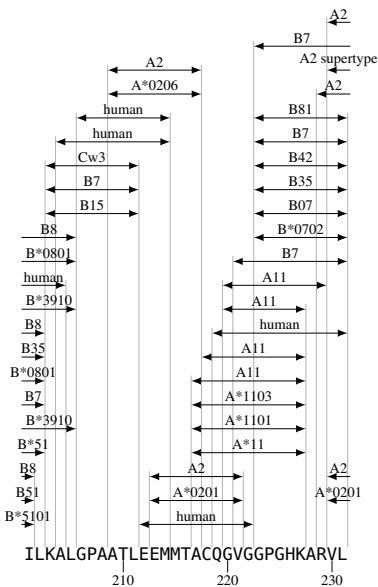 A2
B7
A2 A2 supertype
A*0206 A2
human B81
human B7
Cw3 B42
B7 B35
B15 B07
B8 B*0702
B*0801 B7
human A11
B*3910 A11
B8 human
B35 A11
B*0801 A11
B7 A*1103
B*3910 A*1101
B*51 A*11
B8 A2 A2
B51 A*0201 A*0201
B*5101 human
ILKALGPAATLEEMMTACQGVGGPGHKARVL
210 220 230